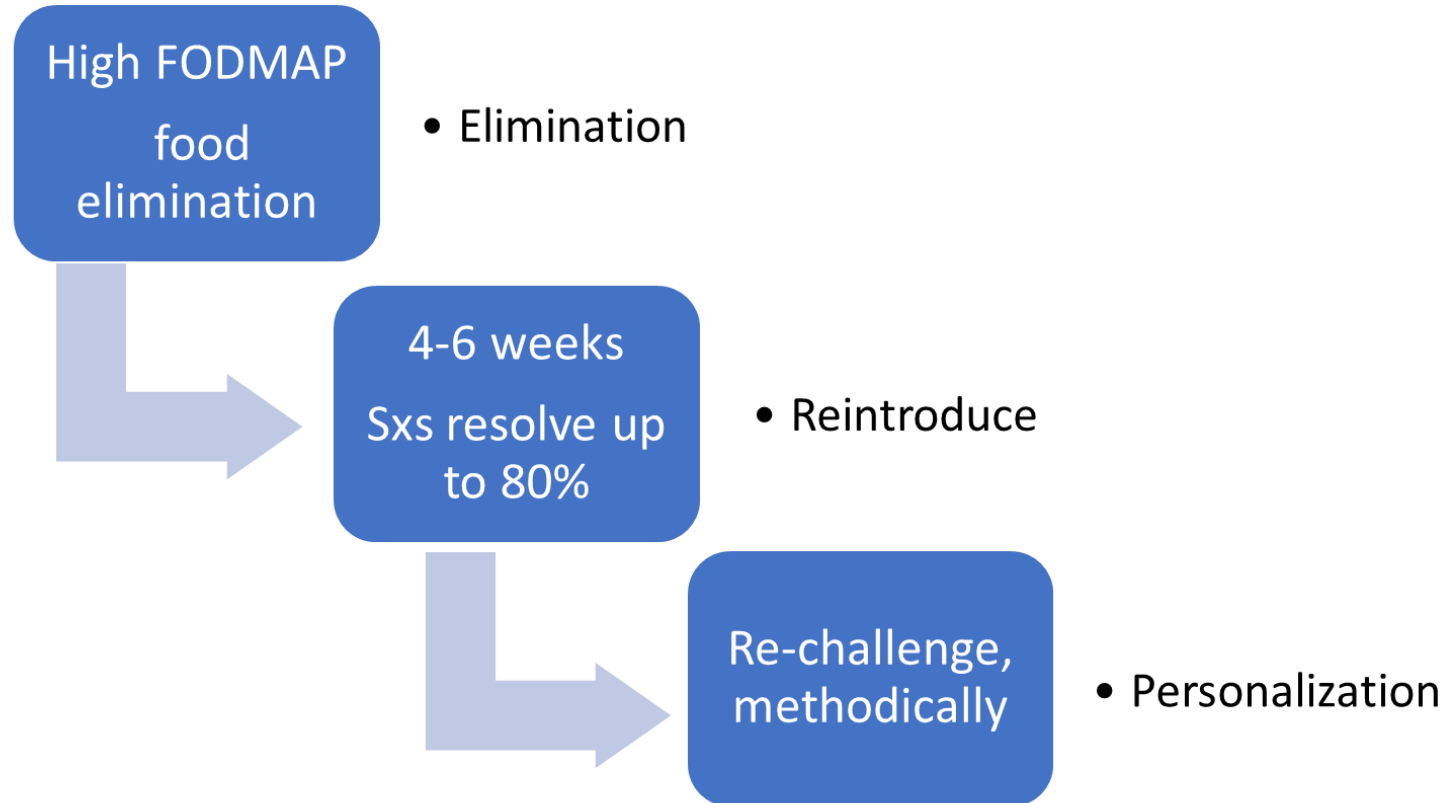 High FODMAP
food
elimination
• Elimination
4-6 weeks
Sxs resolve up
to 80%
• Reintroduce
Re-challenge,
methodically
• Personalization